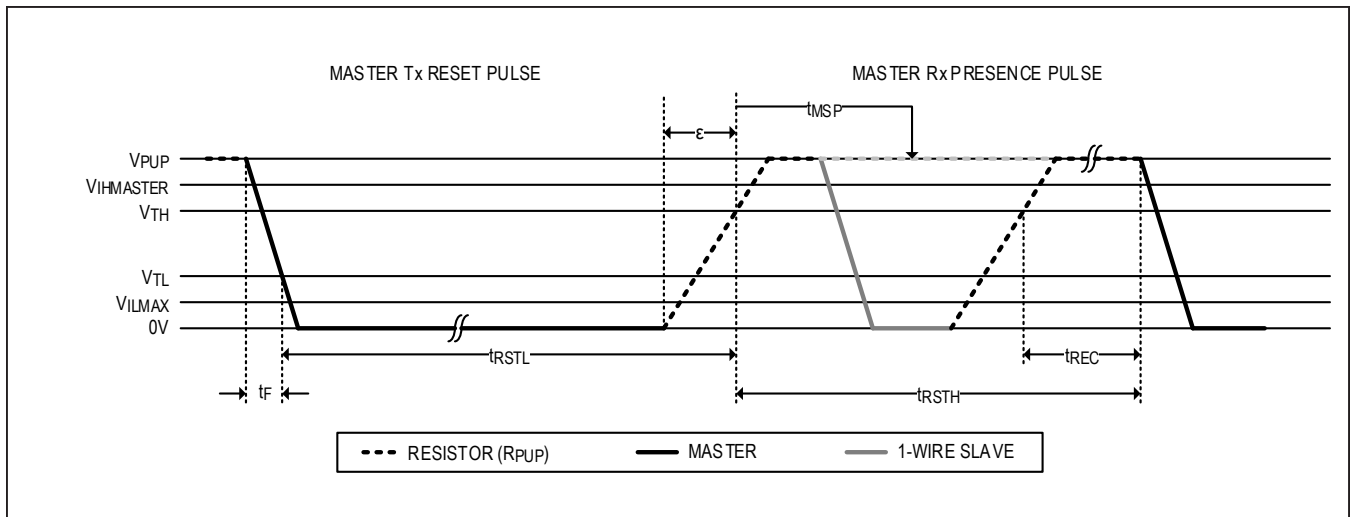 MASTER Tx RESET PULSE
MASTER Rx PRESENCE PULSE
tMSP
ε
VPUP
VIHMASTER
VTH
VTL
VILMAX
0V
tRSTL
tREC
tF
tRSTH
RESISTOR (RPUP)
MASTER
1-WIRE SLAVE